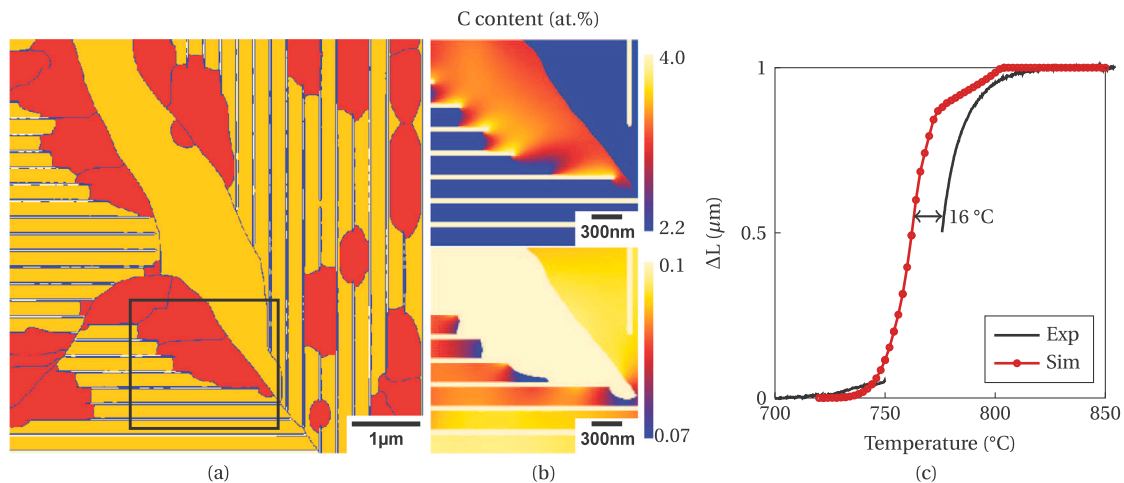 C content (at.%)
4.0
2.2
300nm
0.1
0.07
300nm
1µm
(a)
(b)
1
0.5
0
ΔL (µm)
16 °C
Exp
Sim
700
750
800
850
Temperature (°C)
(c)